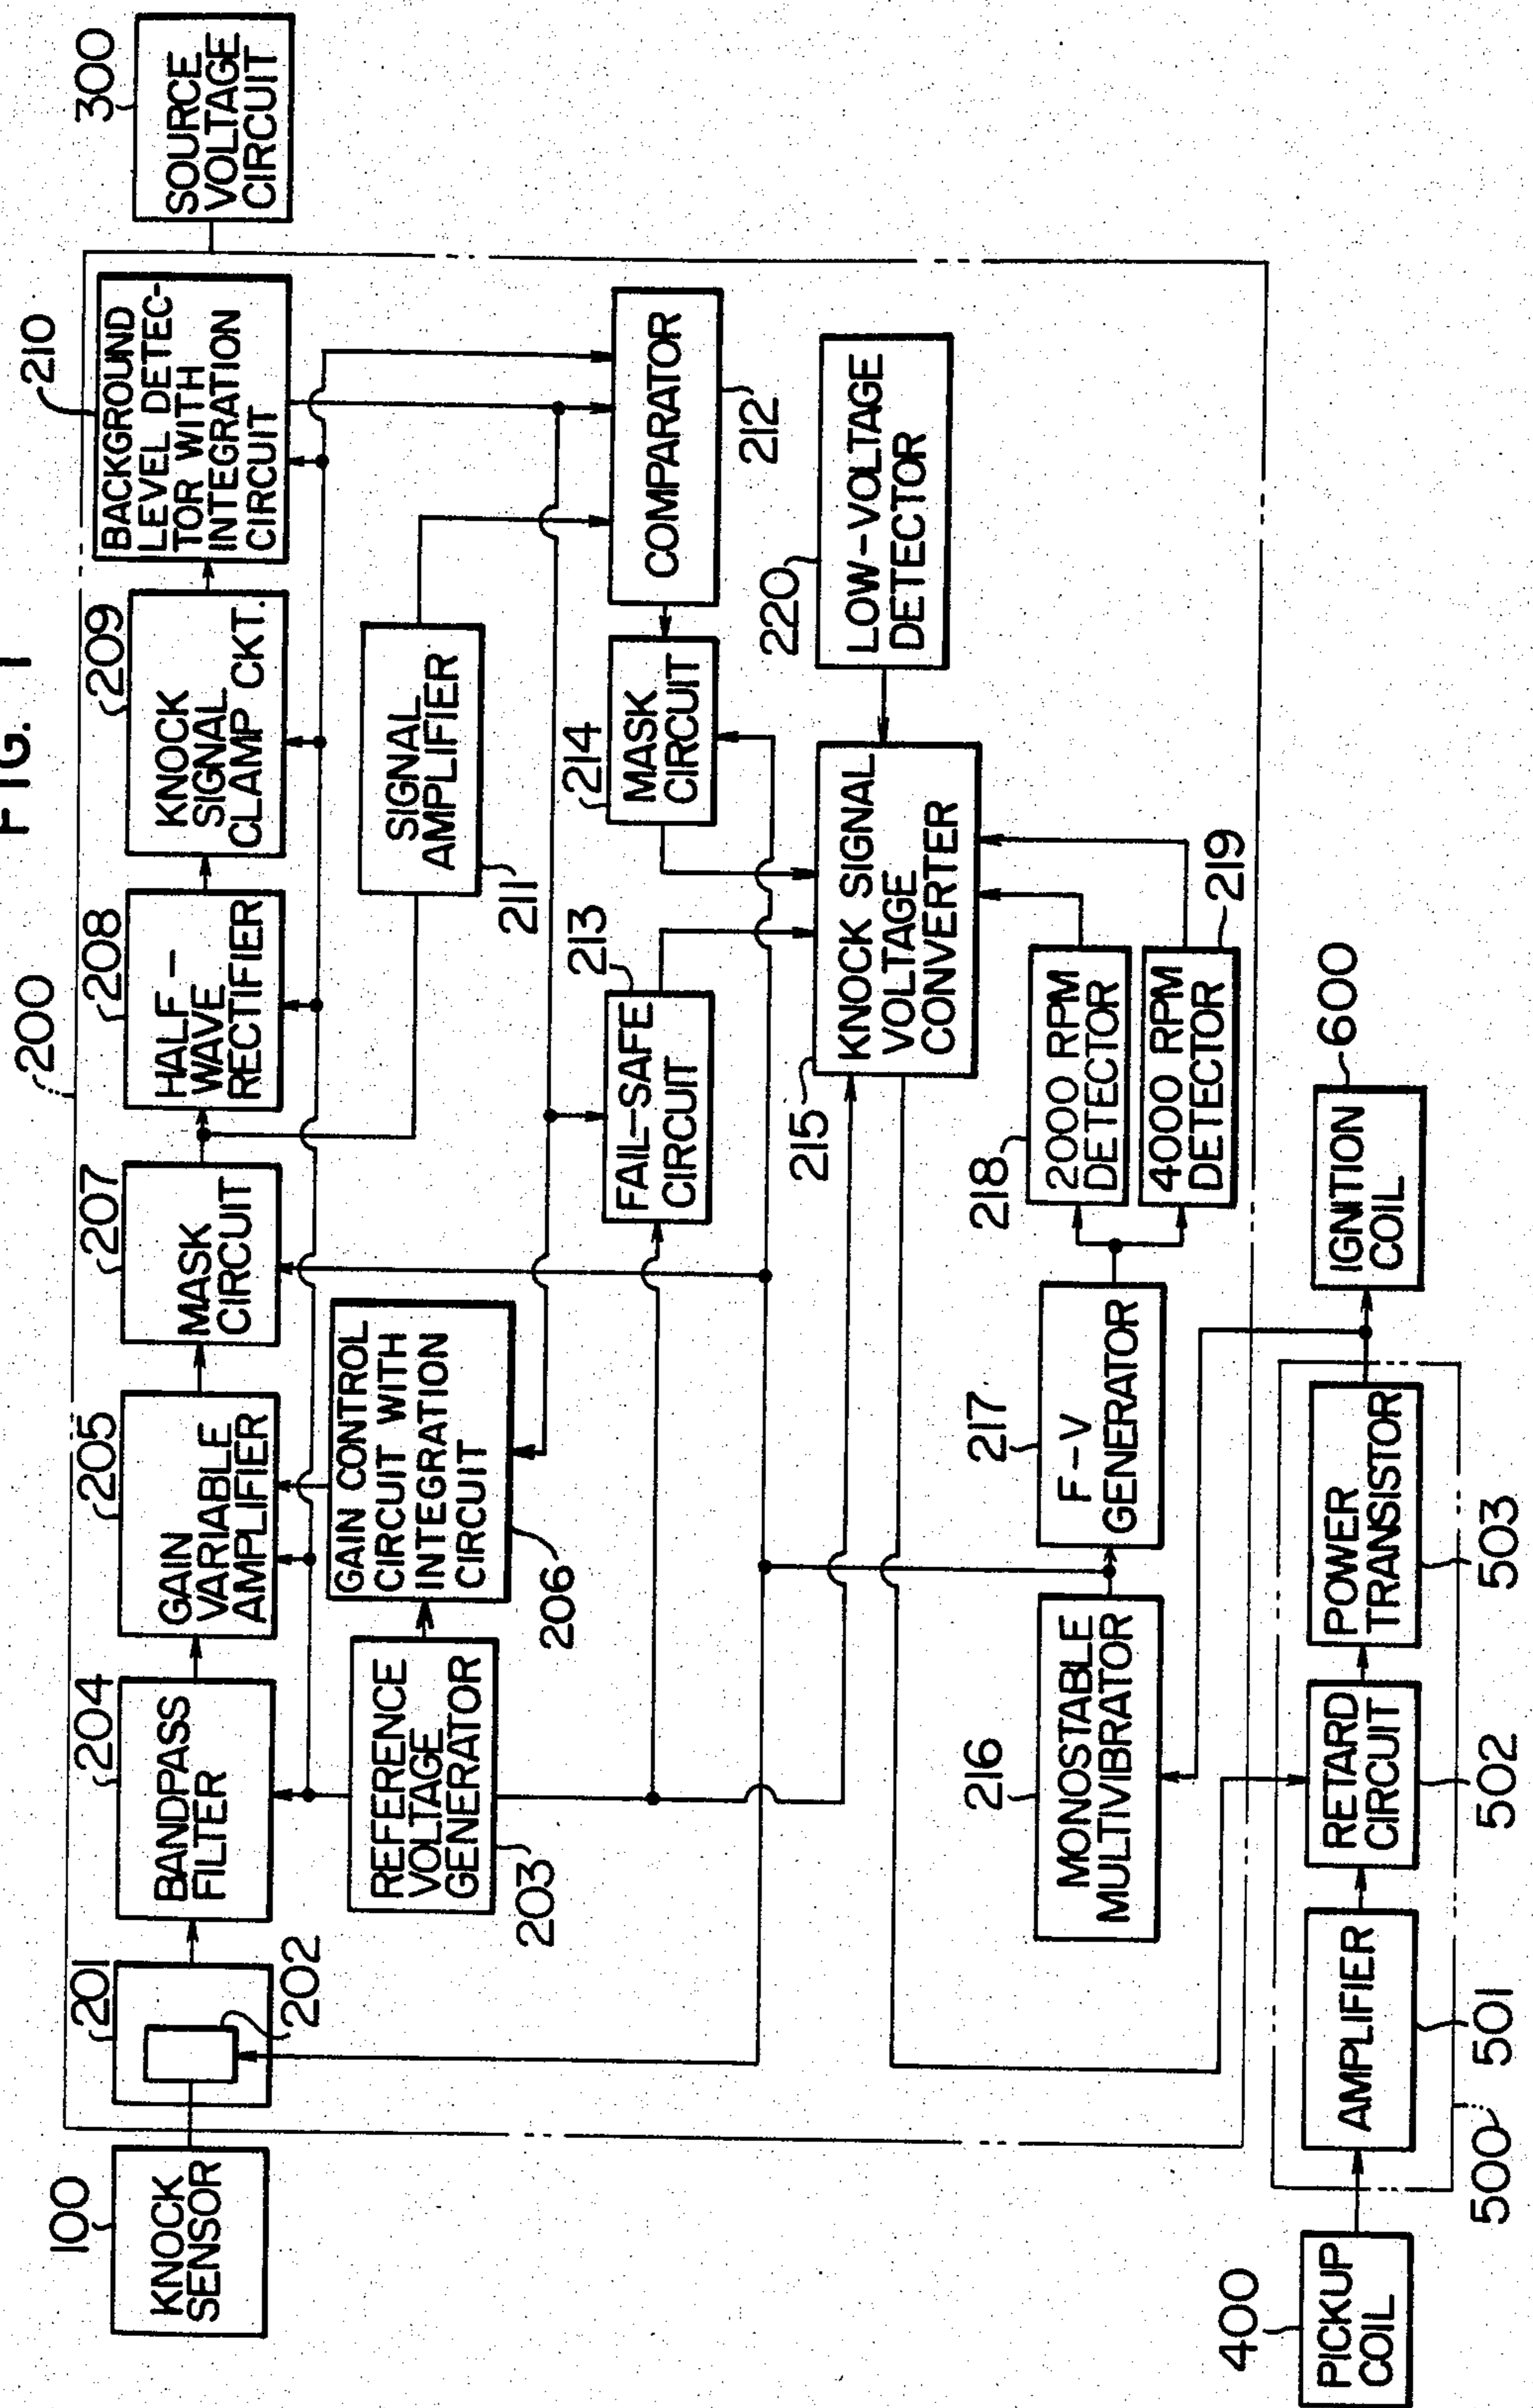 FIG. 1
100
KNOCK
SENSOR
200
201
202
204
BANDPASS
FILTER
205
GAIN
VARIABLE
AMPLIFIER
207
MASK
CIRCUIT
208
HALF-
WAVE
RECTIFIER
209
KNOCK
SIGNAL
CLAMP CKT.
210
BACKGROUND
LEVEL DETEC-
TOR WITH
INTEGRATION
CIRCUIT
300
SOURCE
VOLTAGE
CIRCUIT
REFERENCE
VOLTAGE
GENERATOR
203
GAIN CONTROL
CIRCUIT WITH
INTEGRATION
CIRCUIT
206
SIGNAL
AMPLIFIER
211
213
FAIL-SAFE
CIRCUIT
214
MASK
CIRCUIT
COMPARATOR
212
215
KNOCK SIGNAL
VOLTAGE
CONVERTER
220
LOW-VOLTAGE
DETECTOR
216
MONOSTABLE
MULTIVIBRATOR
217
F-V
GENERATOR
218
2000 RPM
DETECTOR
4000 RPM
DETECTOR
219
400
PICKUP
COIL
500
AMPLIFIER
501
RETARD
CIRCUIT
502
POWER
TRANSISTOR
503
IGNITION
COIL
600